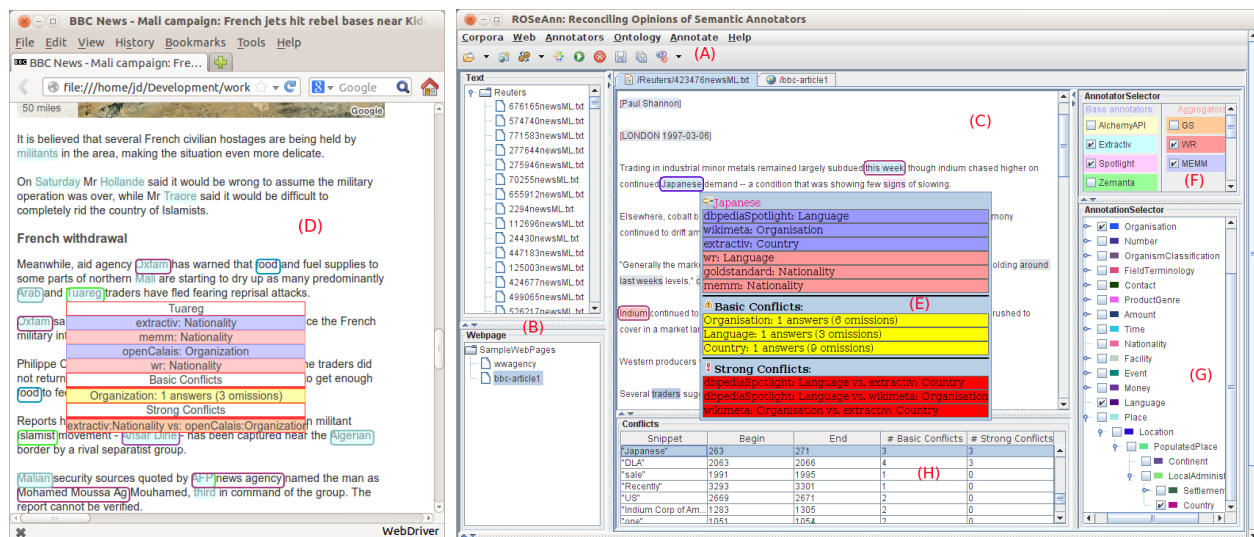 BBC News - Mali campaign: French jets hit rebel bases near Kid
File Edit View History Bookmarks Tools Help
BBC News - Mali campaign: Fre...
file:///home/jd/Development/work
Google
50 miles
Google
It is believed that several French civilian hostages are being held by
militants in the area, making the situation even more delicate.
On Saturday Mr Hollande said it would be wrong to assume the military
operation was over, while Mr Traore said it would be difficult to
completely rid the country of Islamists.
(D)
French withdrawal
Meanwhile, aid agency Oxfam has warned that food and fuel supplies to
some parts of northern Mali are starting to dry up as many predominantly
Arab and Tuareg traders have fled fearing reprisal attacks.
Tuareg
Oxfam sa
extractiv: Nationality
ce the French
military int
memm: Nationality
openCalais: Organization
Philippe C
wr: Nationality
he traders did
not return
Basic Conflicts
o get enough
food to fe
Organization: 1 answers (3 omissions)
Strong Conflicts
Reports h
extractiv:Nationality vs: openCalais:Organization
n militant
Islamist movement - Ansar Dine - has been captured near the Algerian
border by a rival separatist group.
Malian security sources quoted by AFP news agency named the man as
Mohamed Moussa Ag Mouhamed, third in command of the group. The
report cannot be verified.
WebDriver
ROSeAnn: Reconciling Opinions of Semantic Annotators
Corpora Web Annotators Ontology Annotate Help
(A)
Text
Reuters
676165newsML.txt
574740newsML.txt
771583newsML.txt
277644newsML.txt
275946newsML.txt
70255newsML.txt
655912newsML.txt
2294newsML.txt
112696newsML.txt
24430newsML.txt
447183newsML.txt
125003newsML.txt
424677newsML.txt
499065newsML.txt
526217newsML.txt
(B)
Webpage
SampleWebPages
wwagency
bbc-article1
/Reuters/423476newsML.txt
/bbc-article1
[Paul Shannon]
(C)
[LONDON 1997-03-06]
Trading in industrial minor metals remained largely subdued this week though indium chased higher on
continued Japanese demand -- a condition that was showing few signs of slowing.
Elsewhere, cobalt b
mony
continued to drift am
"Generally the marke
olding around
last weeks levels," c
Indium continued to
rushed to
cover in a market lar
Western producers
Several traders sugg
Japanese
dbpediaSpotlight: Language
wikimeta: Organisation
extractiv: Country
wr: Language
goldstandard: Nationality
memm: Nationality
(E)
Basic Conflicts:
Organisation: 1 answers (6 omissions)
Language: 1 answers (3 omissions)
Country: 1 answers (9 omissions)
Strong Conflicts:
dbpediaSpotlight: Language vs. extractiv: Country
dbpediaSpotlight: Language vs. wikimeta: Organisation
wikimeta: Organisation vs. extractiv: Country
Conflicts
Snippet Begin End # Basic Conflicts # Strong Conflicts
"Japanese" 263 271 3 3
"DLA" 2063 2066 4 3
"sale" 1991 1995 1 0
"Recently" 3293 3301 1 0
"US" 2669 2671 2 0
"Indium Corp of Am... 1283 1305 2 0
"one" 1051 1054 2 0
(H)
AnnotatorSelector
Base annotators: Aggregators
AlchemyAPI GS
Extractiv WR
Spotlight MEMM
Zemanta
(F)
AnnotationSelector
Organisation
Number
OrganismClassification
FieldTerminology
Contact
ProductGenre
Amount
Time
Nationality
Facility
Event
Money
Language
Place
Location
PopulatedPlace
Continent
LocalAdminist
Settlement
Country
(G)